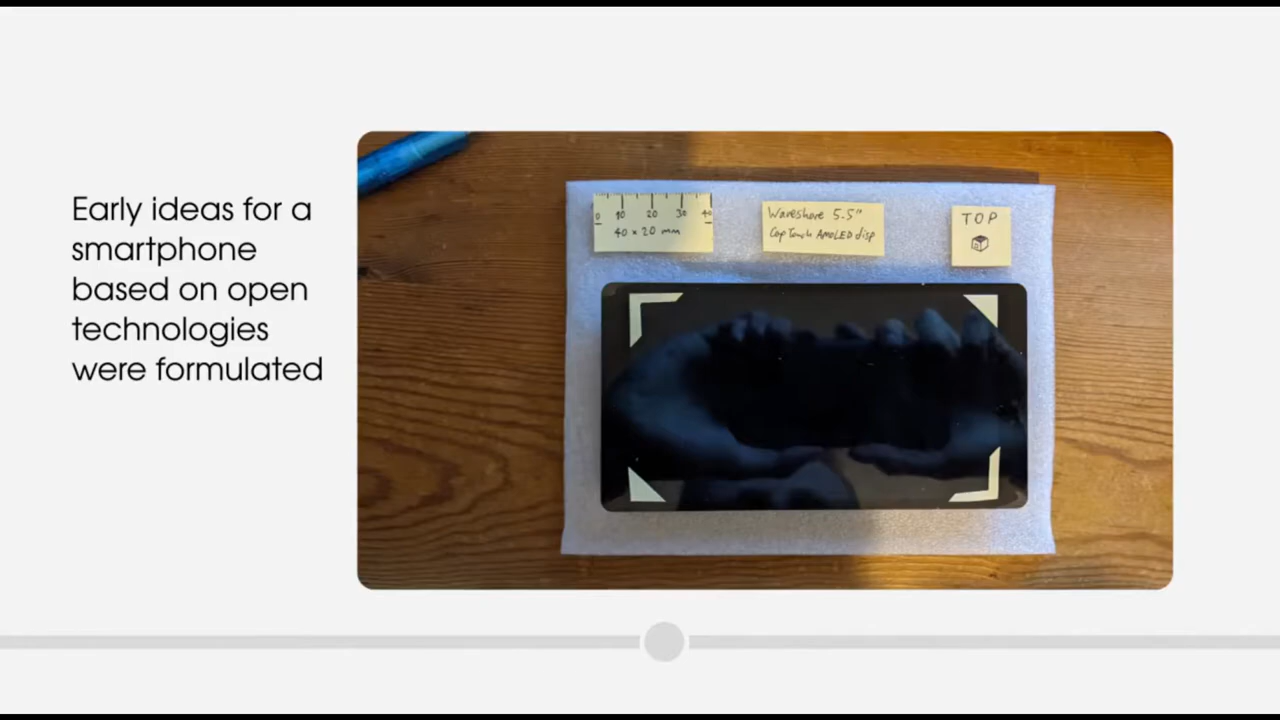 Early ideas for a
smartphone
based on open
technologies
were formulated
0 10 20 30 40
40 x 20 mm
Waveshare 5.5"
Cap Touch AMOLED disp
TOP